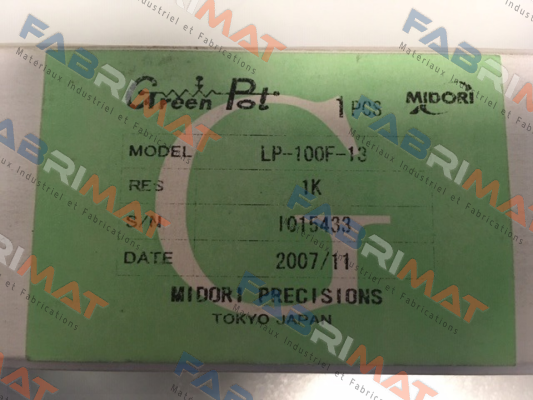 Green Pot
1 PCS
MIDORI
MODEL LP-100F-13
RES 1K
S/N 1015433
DATE 2007/11
MIDORI PRECISIONS
TOKYO JAPAN
FABRIMAT
Materiaux Industriel et Fabrications